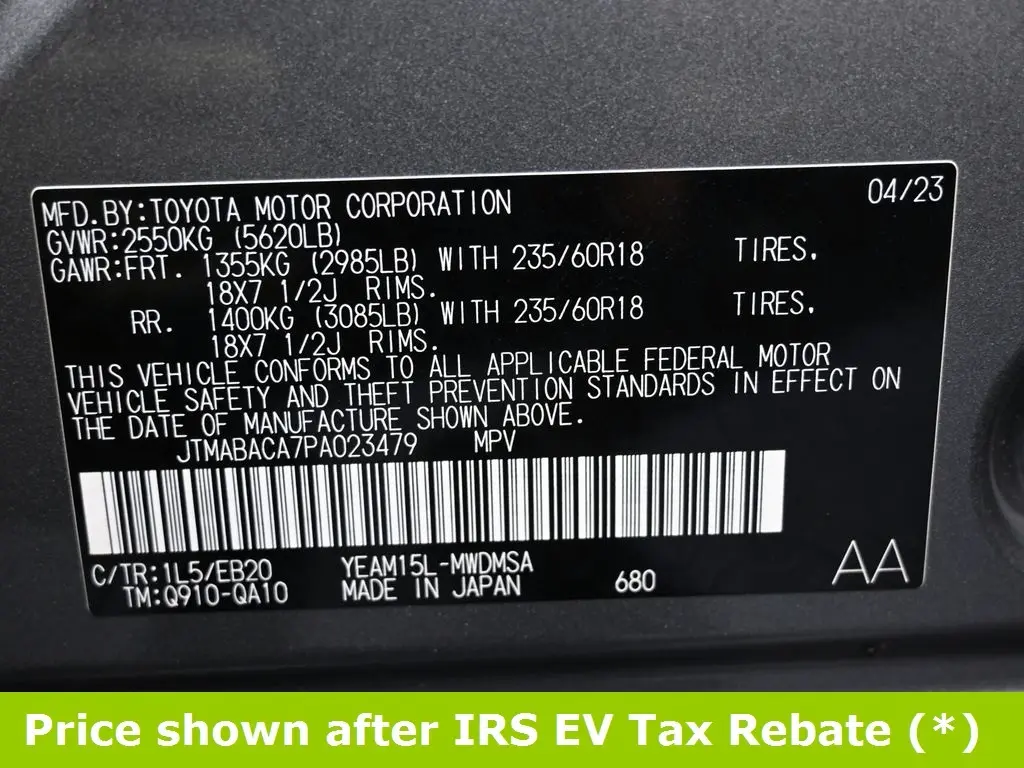 MFD.BY:TOYOTA MOTOR CORPORATION 04/23
GVWR:2550KG (5620LB)
GAWR:FRT. 1355KG (2985LB) WITH 235/60R18 TIRES.
18X7 1/2J RIMS.
RR. 1400KG (3085LB) WITH 235/60R18 TIRES.
18X7 1/2J RIMS.
THIS VEHICLE CONFORMS TO ALL APPLICABLE FEDERAL MOTOR
VEHICLE SAFETY AND THEFT PREVENTION STANDARDS IN EFFECT ON
THE DATE OF MANUFACTURE SHOWN ABOVE.
JTMABACA7PA023479 MPV
C/TR:1L5/EB20 YEAM15L-MWDMSA
TM:Q910-QA10 MADE IN JAPAN 680 AA
Price shown after IRS EV Tax Rebate (*)